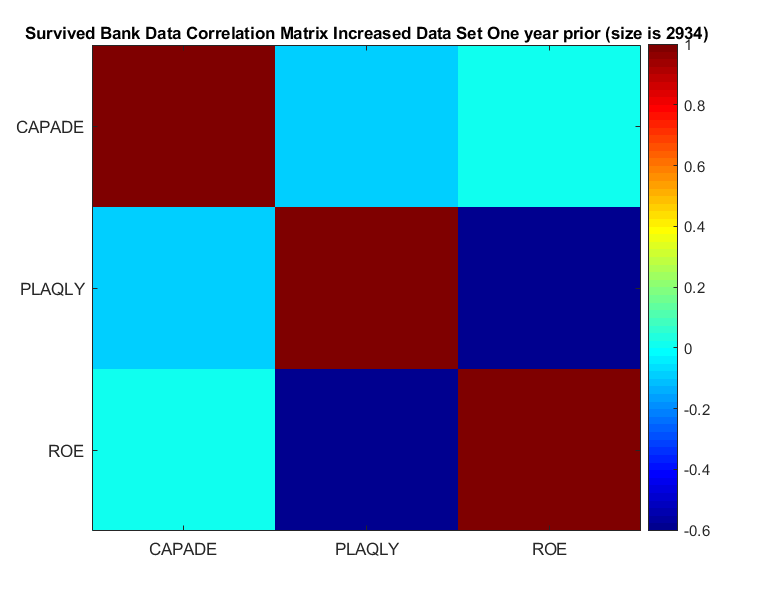 Survived Bank Data Correlation Matrix Increased Data Set One year prior (size is 2934)
CAPADE
PLAQLY
ROE
CAPADE
PLAQLY
ROE
1
0.8
0.6
0.4
0.2
0
-0.2
-0.4
-0.6